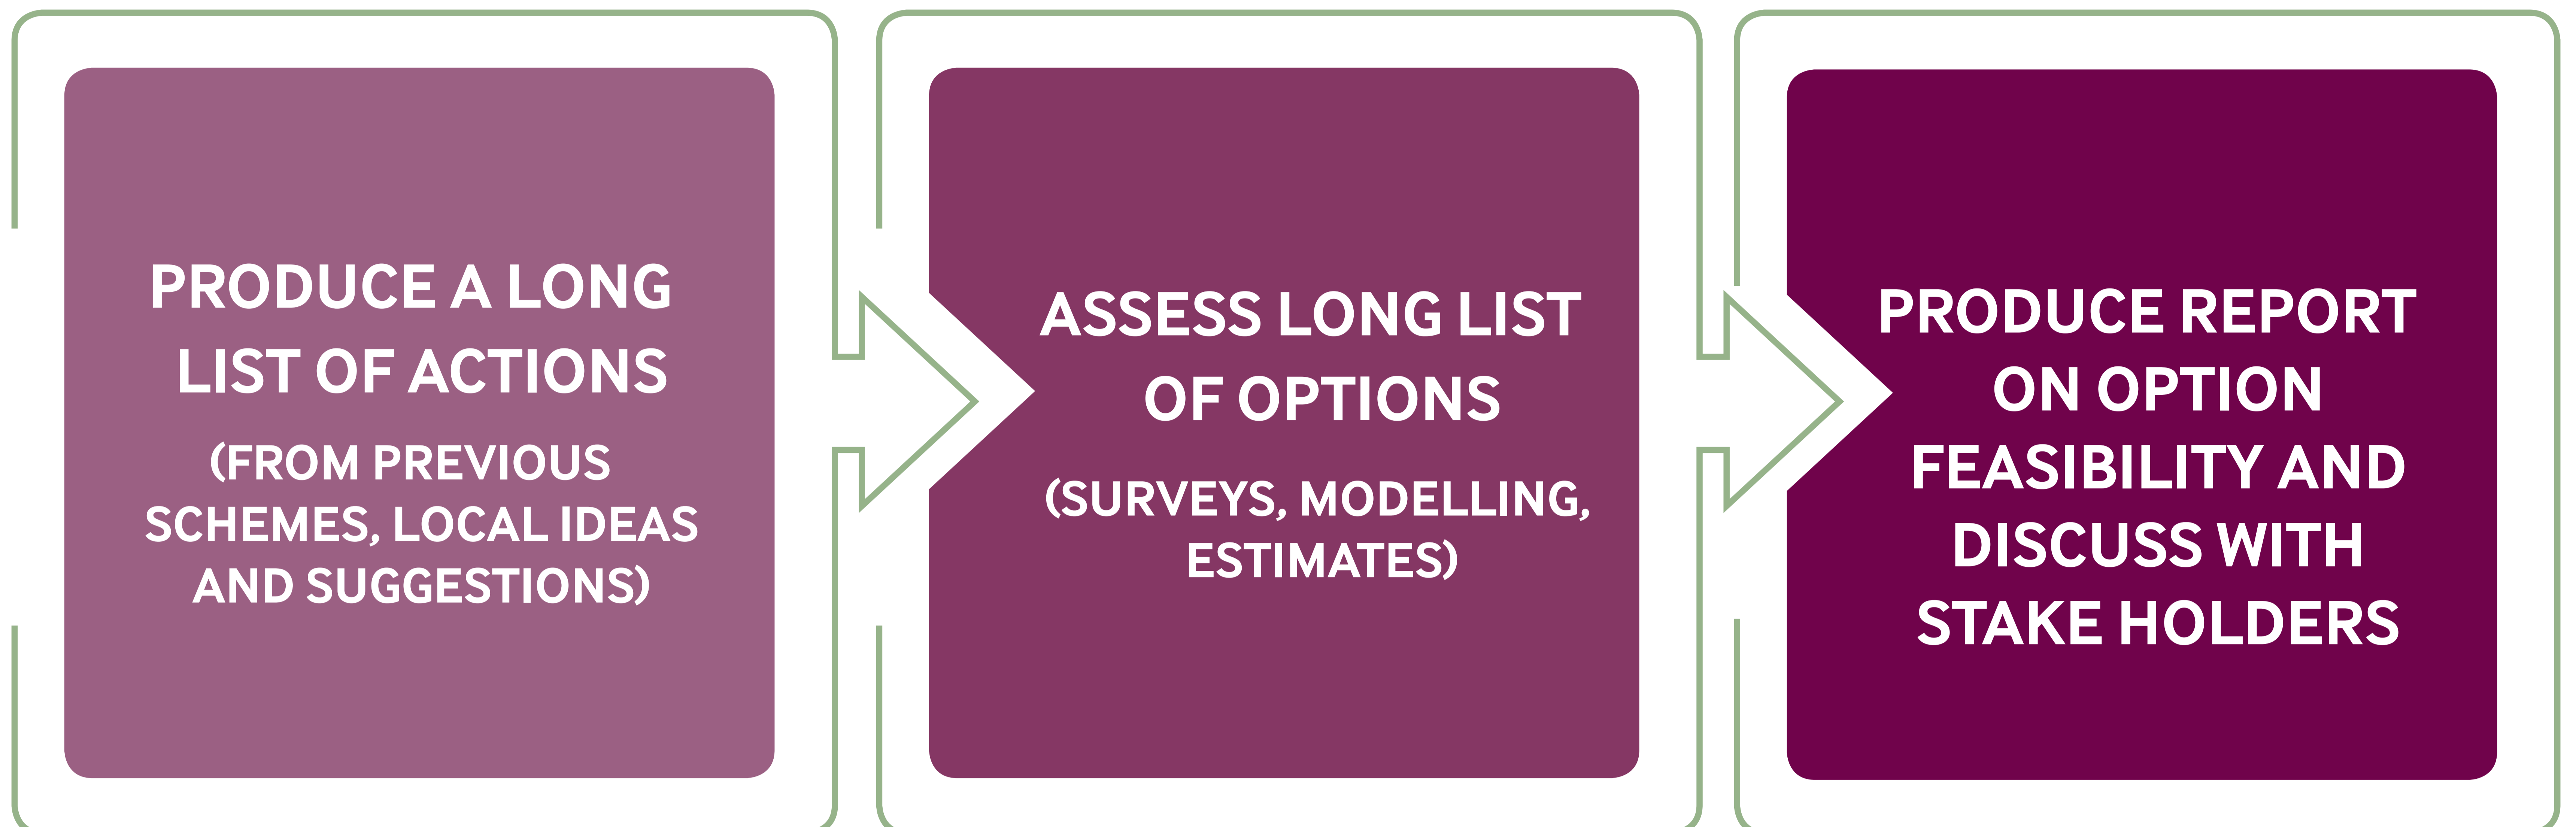 PRODUCE A LONG
LIST OF ACTIONS
(FROM PREVIOUS
SCHEMES, LOCAL IDEAS
AND SUGGESTIONS)
ASSESS LONG LIST
OF OPTIONS
(SURVEYS, MODELLING,
ESTIMATES)
PRODUCE REPORT
ON OPTION
FEASIBILITY AND
DISCUSS WITH
STAKE HOLDERS